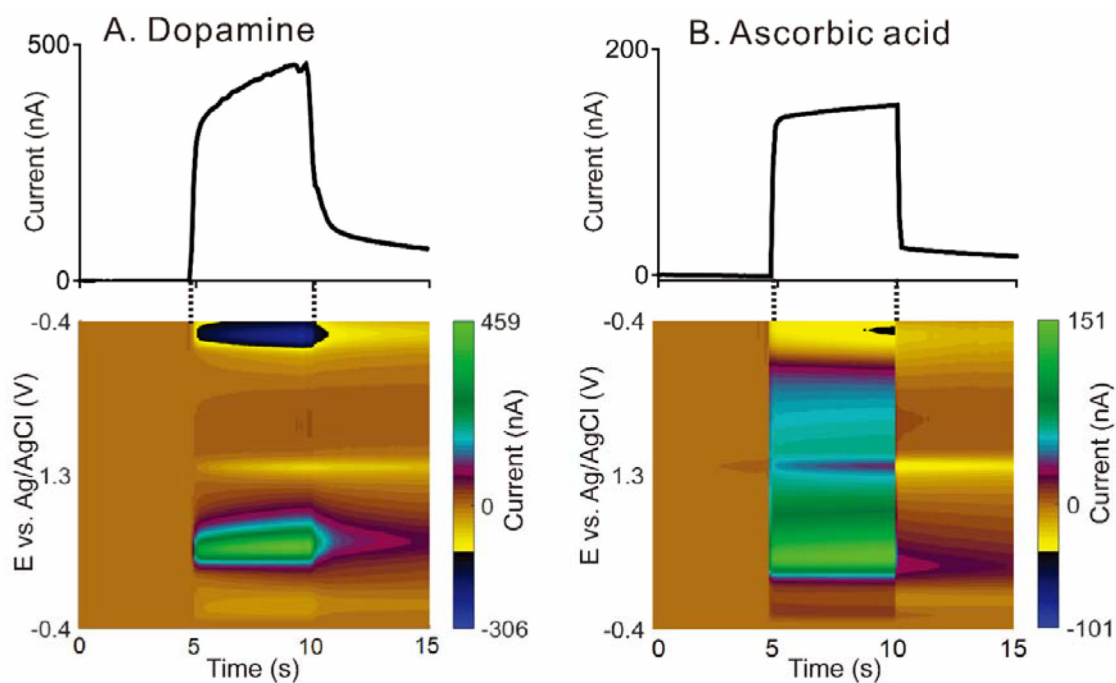 A. Dopamine
500
Current (nA)
0
-0.4
E vs. Ag/AgCl (V)
1.3
-0.4
0
5
10
15
Time (s)
459
Current (nA)
0
-306
B. Ascorbic acid
200
Current (nA)
0
-0.4
E vs. Ag/AgCl (V)
1.3
-0.4
0
5
10
15
Time (s)
151
Current (nA)
0
-101